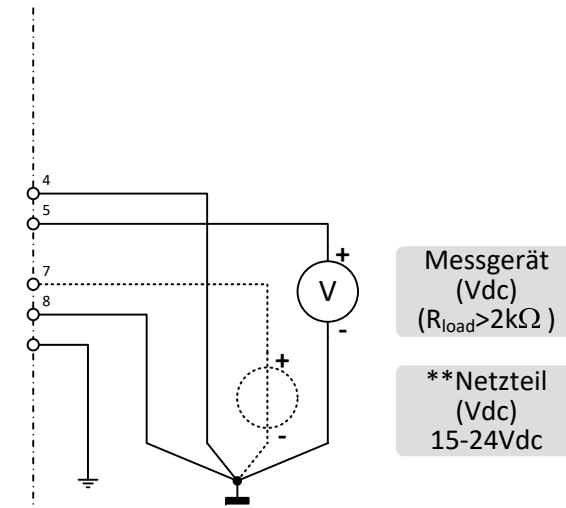 4
5
7
8
+
V
-
+
-
Messgerät
(Vdc)
(Rload>2kΩ )
**Netzteil
(Vdc)
15-24Vdc